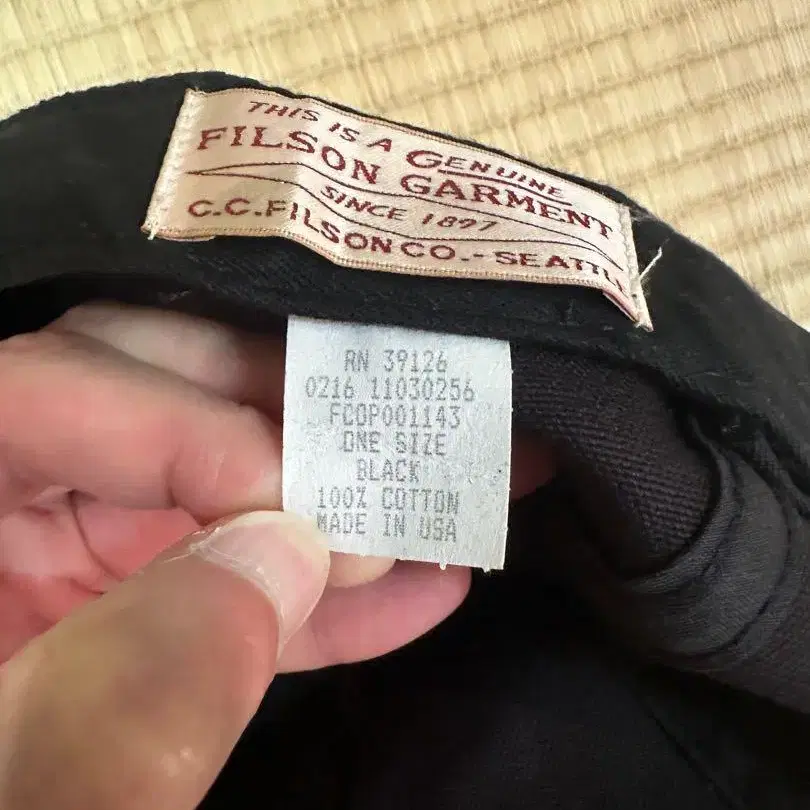 THIS IS A GENUINE
FILSON GARMENT
SINCE 1897
C.C.FILSON CO.-SEATTL
RN 39126
0216 11030256
FCOP001143
ONE SIZE
BLACK
100% COTTON
MADE IN USA